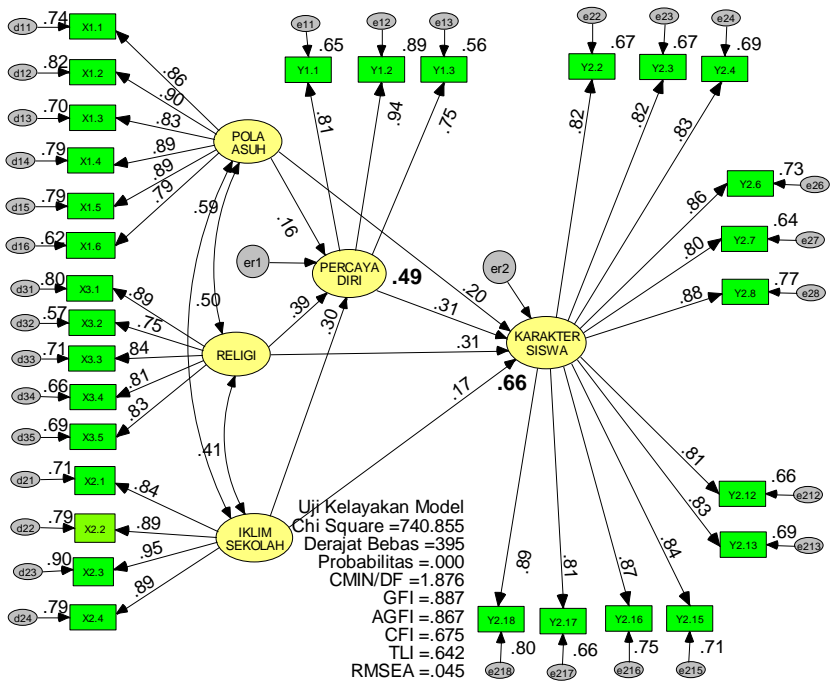 d11 .74 X1.1 .86
d12 .82 X1.2 .90
d13 .70 X1.3 .83
d14 .79 X1.4 .89
d15 .79 X1.5 .89
d16 .62 X1.6 .79
d31 .80 X3.1 .89
d32 .57 X3.2 .75
d33 .71 X3.3 .84
d34 .66 X3.4 .81
d35 .69 X3.5 .83
d21 .71 X2.1 .84
d22 .79 X2.2 .89
d23 .90 X2.3 .95
d24 .79 X2.4 .89
POLA
ASUH
RELIGI
IKLIM
SEKOLAH
.59
.50
.41
.16
.39
.30
.20
.31
.31
.17
er1
PERCAYA
DIRI
.49
er2
KARAKTER
SISWA
.66
e11 .65 Y1.1 .81
e12 .89 Y1.2 .94
e13 .56 Y1.3 .75
e22 .67 Y2.2 .82
e23 .67 Y2.3 .82
e24 .69 Y2.4 .83
.86 Y2.6 .73 e26
.80 Y2.7 .64 e27
.88 Y2.8 .77 e28
.81 Y2.12 .66 e212
.83 Y2.13 .69 e213
.84 Y2.15 .71 e215
.87 Y2.16 .75 e216
.81 Y2.17 .66 e217
.89 Y2.18 .80 e218
Uji Kelayakan Model
Chi Square =740.855
Derajat Bebas =395
Probabilitas =.000
CMIN/DF =1.876
GFI =.887
AGFI =.867
CFI =.675
TLI =.642
RMSEA =.045